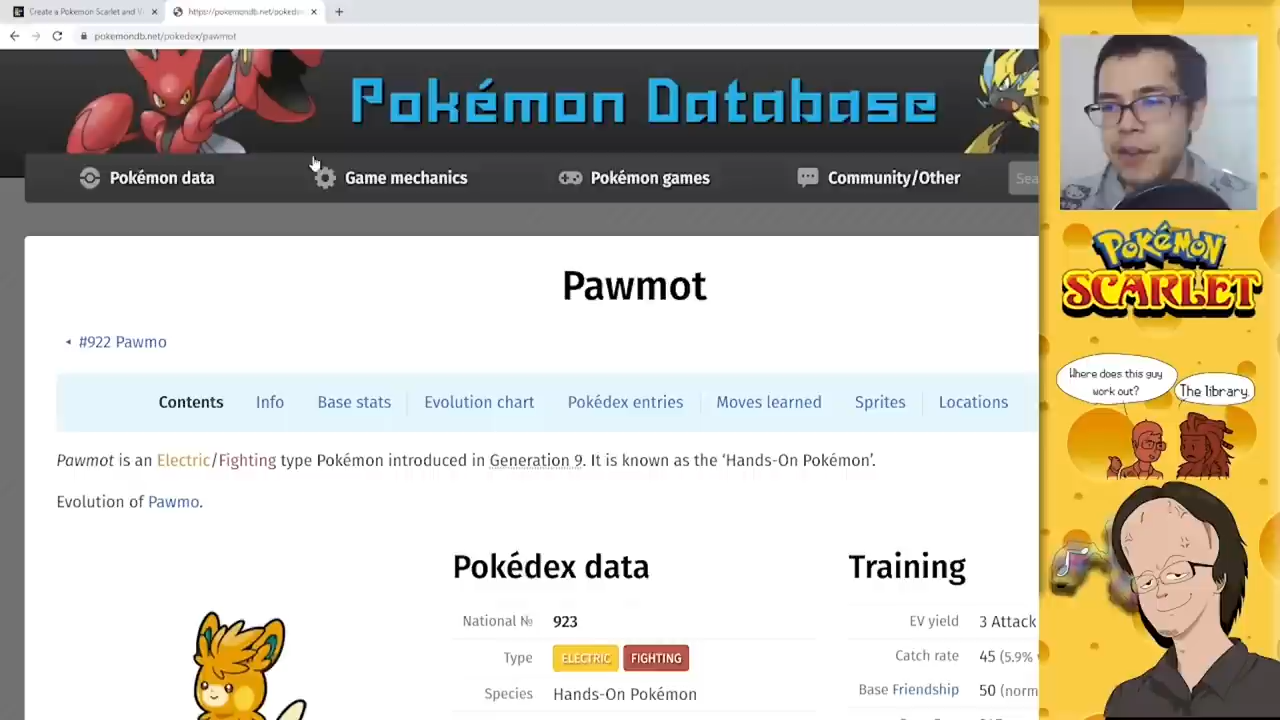 Create a Pokemon Scarlet and Vi
https://pokemondb.net/pokedex
pokemondb.net/pokedex/pawmot
Pokémon Database
Pokémon data
Game mechanics
Pokémon games
Community/Other
Sea
Pawmot
#922 Pawmo
Contents
Info
Base stats
Evolution chart
Pokédex entries
Moves learned
Sprites
Locations
Pawmot is an Electric/Fighting type Pokémon introduced in Generation 9. It is known as the ‘Hands-On Pokémon’.
Evolution of Pawmo.
Pokédex data
National № 923
Type ELECTRIC FIGHTING
Species Hands-On Pokémon
Training
EV yield 3 Attack
Catch rate 45 (5.9%
Base Friendship 50 (norm
POKÉMON
SCARLET
Where does this guy
work out?
The library.